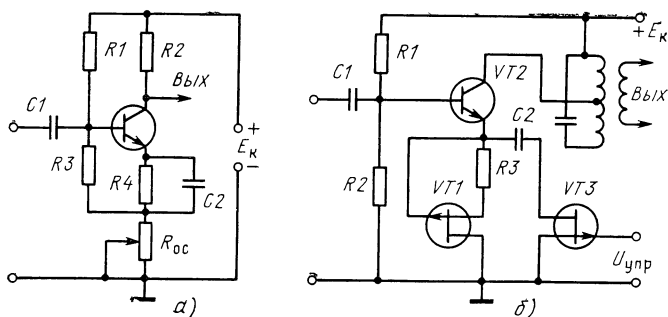 R1
R2
Вых
C1
R3
R4
C2
+
Eк
−
Rос
а)
+Eк
R1
VT2
C1
Вых
C2
R2
R3
VT1
VT3
Uупр
б)